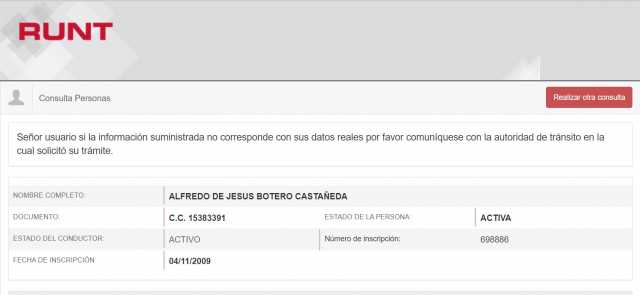 RUNT
Consulta Personas
Realizar otra consulta
Señor usuario si la información suministrada no corresponde con sus datos reales por favor comuníquese con la autoridad de tránsito en la
cual solicitó su trámite.
NOMBRE COMPLETO: ALFREDO DE JESUS BOTERO CASTAÑEDA
DOCUMENTO: C.C. 15383391 ESTADO DE LA PERSONA: ACTIVA
ESTADO DEL CONDUCTOR: ACTIVO Número de inscripción: 698886
FECHA DE INSCRIPCIÓN 04/11/2009